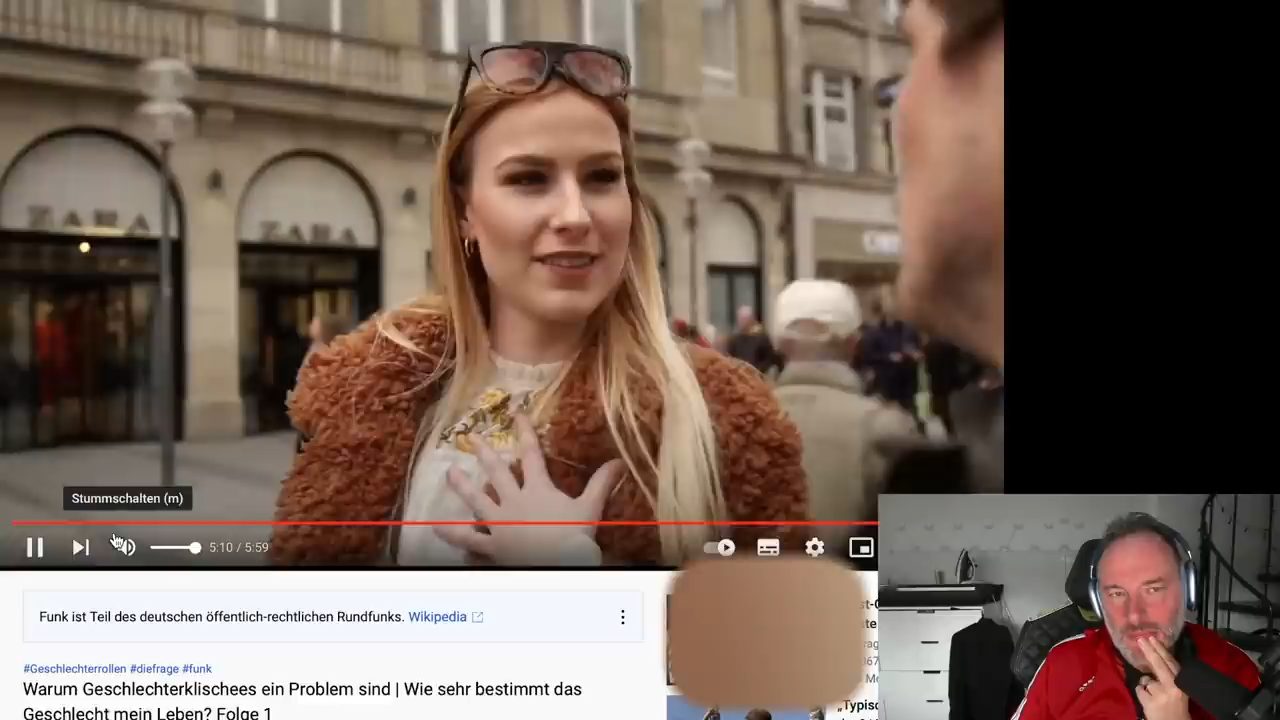 ZARA
ZARA
Stummschalten (m)
5:10 / 5:59
Funk ist Teil des deutschen öffentlich-rechtlichen Rundfunks. Wikipedia
#Geschlechterrollen #diefrage #funk
Warum Geschlechterklischees ein Problem sind | Wie sehr bestimmt das
Geschlecht mein Leben? Folge 1
„Typisc